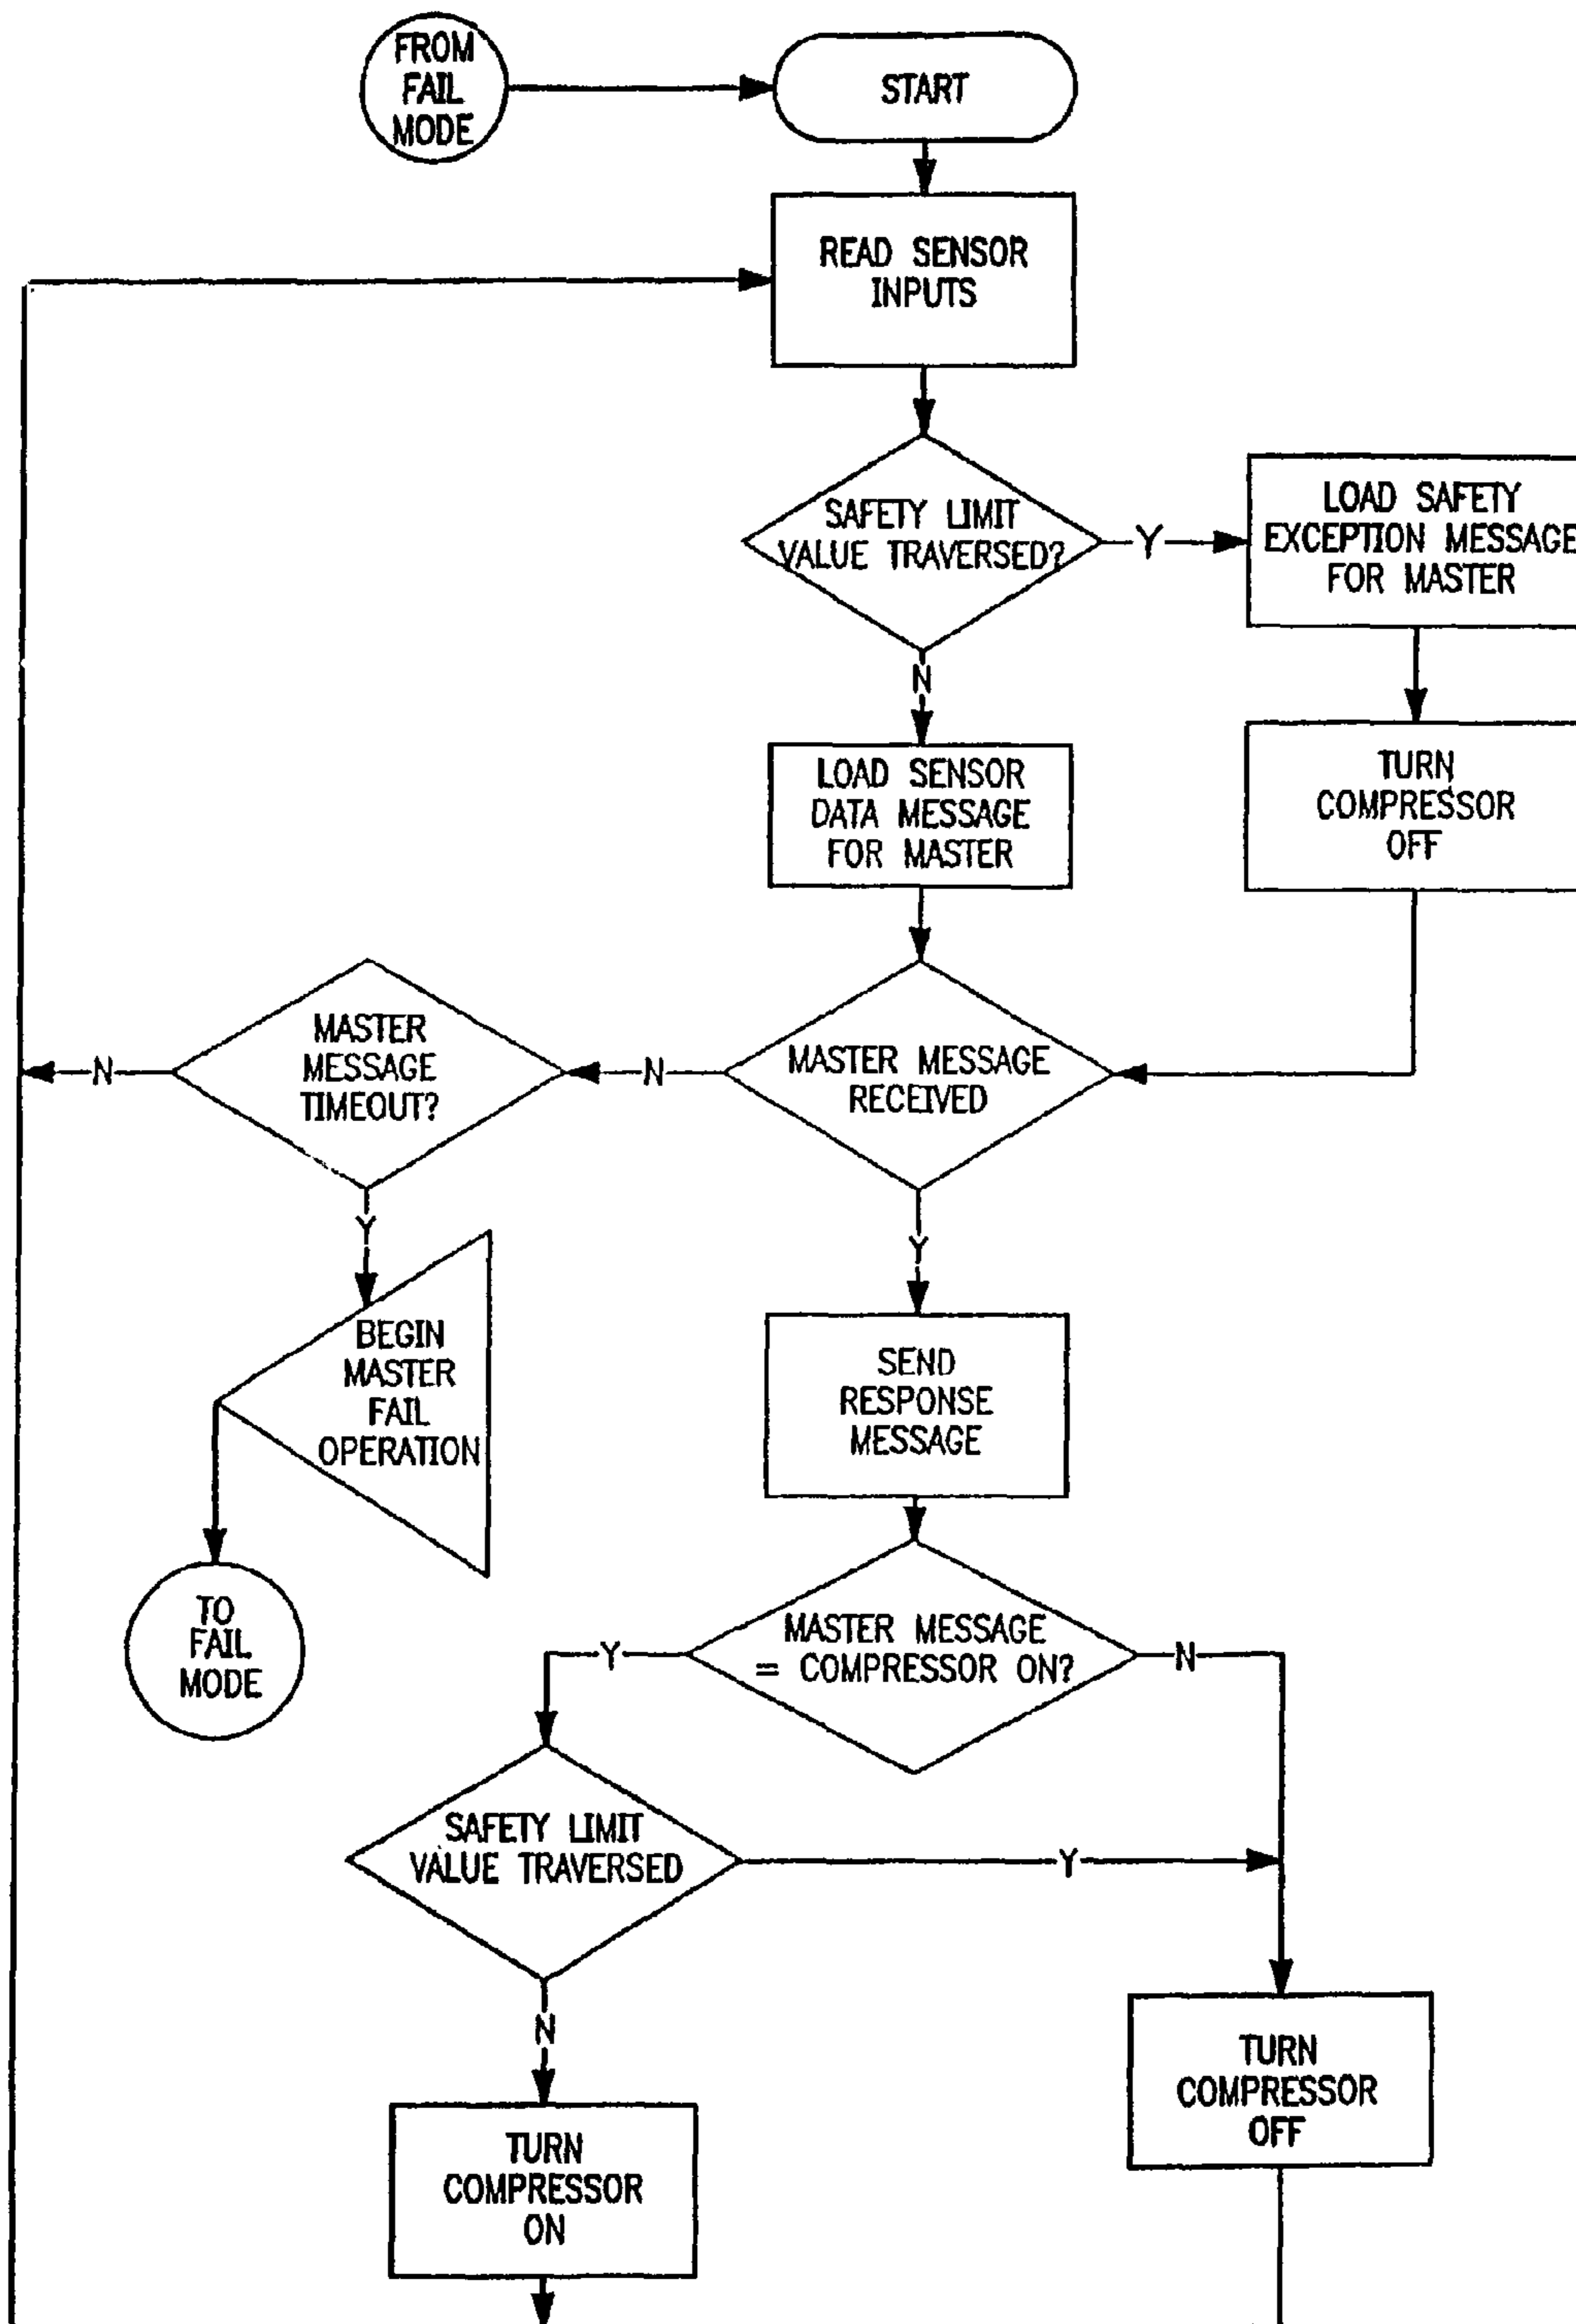 FROM
FAIL
MODE
START
READ SENSOR
INPUTS
SAFETY LIMIT
VALUE TRAVERSED?
Y
LOAD SAFETY
EXCEPTION MESSAGE
FOR MASTER
N
LOAD SENSOR
DATA MESSAGE
FOR MASTER
TURN
COMPRESSOR
OFF
MASTER MESSAGE
RECEIVED
N
MASTER
MESSAGE
TIMEOUT?
N
Y
BEGIN
MASTER
FAIL
OPERATION
TO
FAIL
MODE
Y
SEND
RESPONSE
MESSAGE
MASTER MESSAGE
= COMPRESSOR ON?
Y
N
SAFETY LIMIT
VALUE TRAVERSED
Y
N
TURN
COMPRESSOR
ON
TURN
COMPRESSOR
OFF